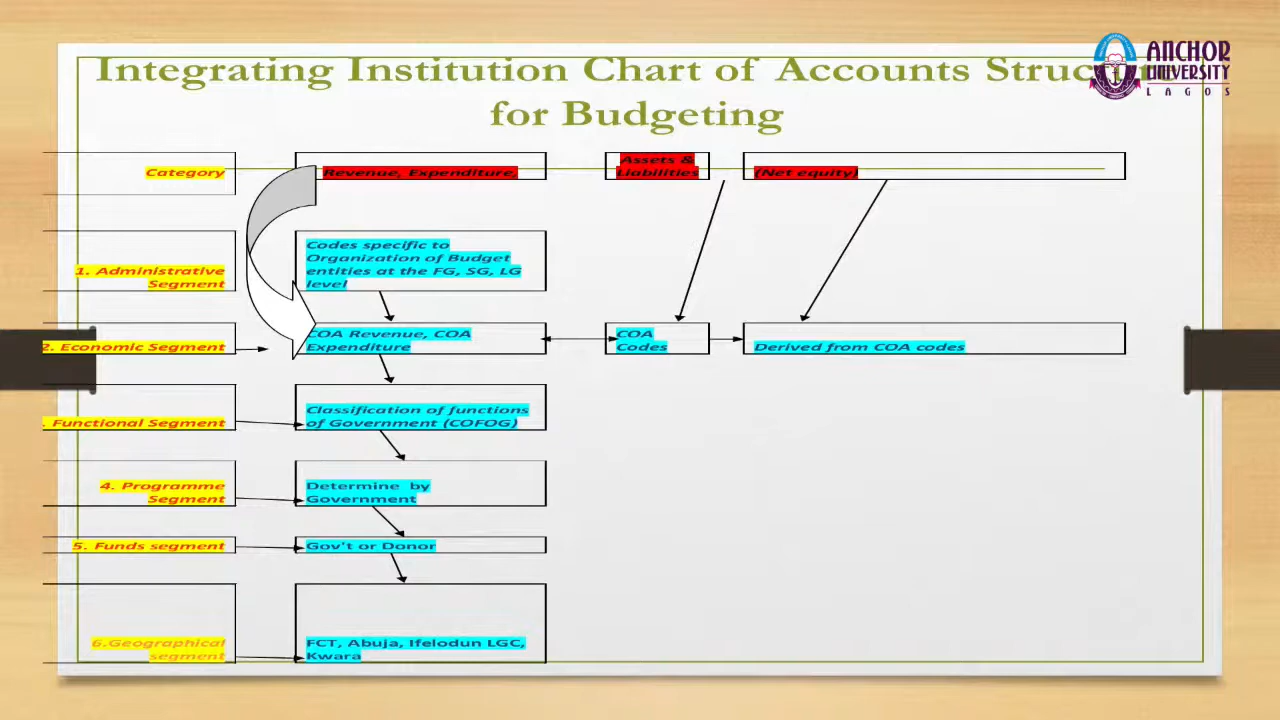 Integrating Institution Chart of Accounts
for Budgeting
ANCHOR
UNIVERSITY
LAGOS
Category
Revenue, Expenditure,
Assets &
Liabilities
(Net equity)
1. Administrative
Segment
Codes specific to
Organization of Budget
entities at the FG, SG, LG
level
2. Economic Segment
COA Revenue, COA
Expenditure
COA
Codes
Derived from COA codes
. Functional Segment
Classification of functions
of Government (COFOG)
4. Programme
Segment
Determine by
Government
5. Funds segment
Gov't or Donor
6.Geographical
segment
FCT, Abuja, Ifelodun LGC,
Kwara